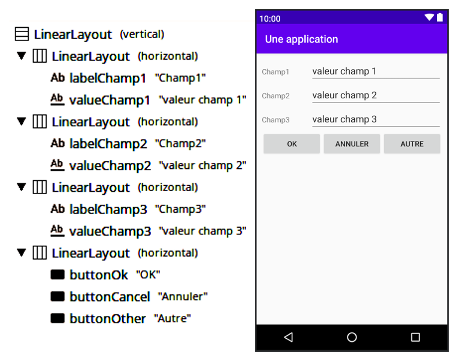 LinearLayout (vertical)
LinearLayout (horizontal)
Ab labelChamp1 "Champ1"
Ab valueChamp1 "valeur champ 1"
LinearLayout (horizontal)
Ab labelChamp2 "Champ2"
Ab valueChamp2 "valeur champ 2"
LinearLayout (horizontal)
Ab labelChamp3 "Champ3"
Ab valueChamp3 "valeur champ 3"
LinearLayout (horizontal)
buttonOk "OK"
buttonCancel "Annuler"
buttonOther "Autre"
10:00
Une application
Champ1 valeur champ 1
Champ2 valeur champ 2
Champ3 valeur champ 3
OK ANNULER AUTRE